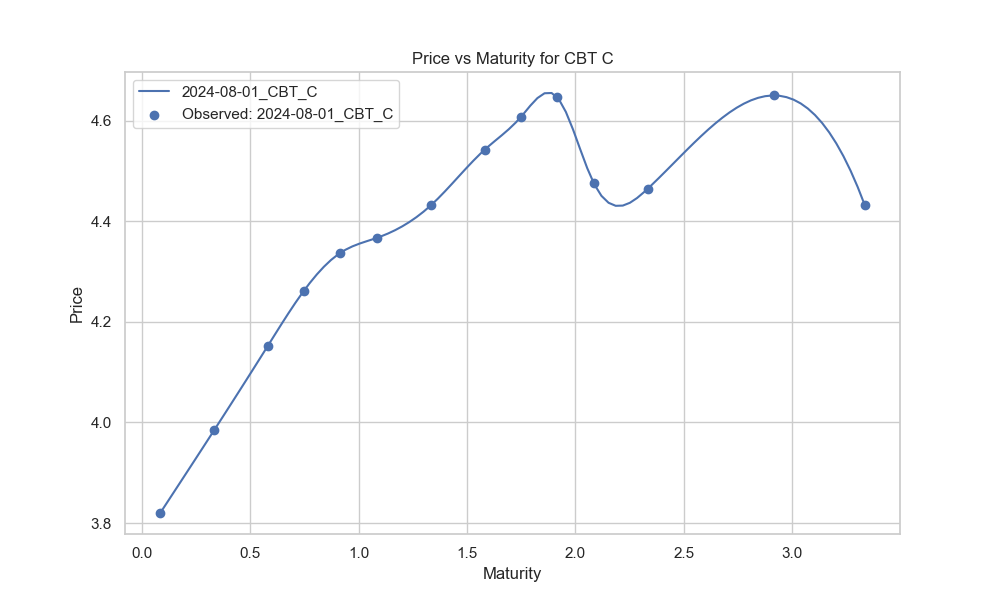 Price vs Maturity for CBT C
2024-08-01_CBT_C
Observed: 2024-08-01_CBT_C
Price
4.6
4.4
4.2
4.0
3.8
0.0 0.5 1.0 1.5 2.0 2.5 3.0
Maturity